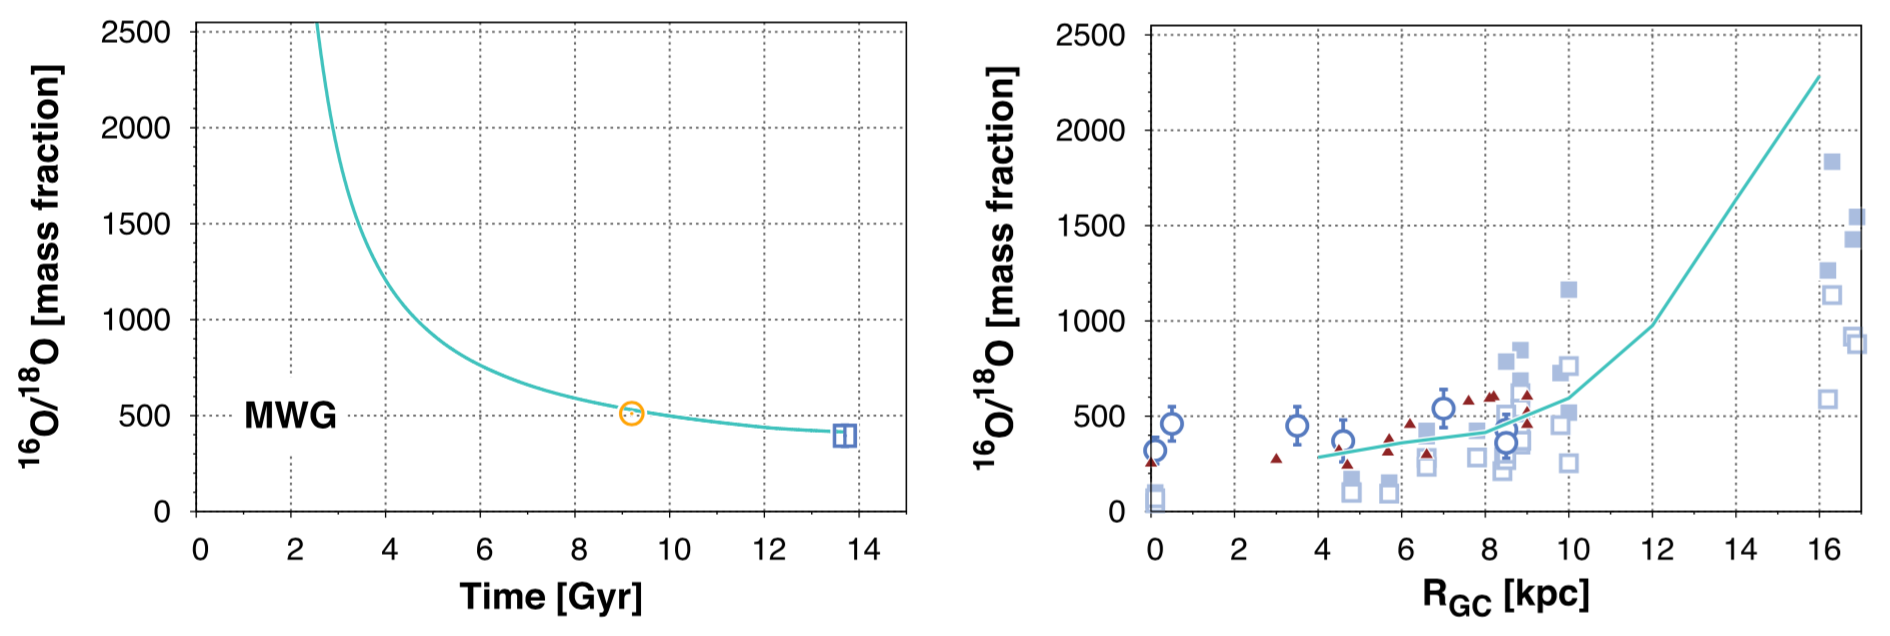 2500
2000
1500
1000
500
0
MWG
0 2 4 6 8 10 12 14
Time [Gyr]
¹⁶O/¹⁸O [mass fraction]
2500
2000
1500
1000
500
0
0 2 4 6 8 10 12 14 16
R_GC [kpc]
¹⁶O/¹⁸O [mass fraction]